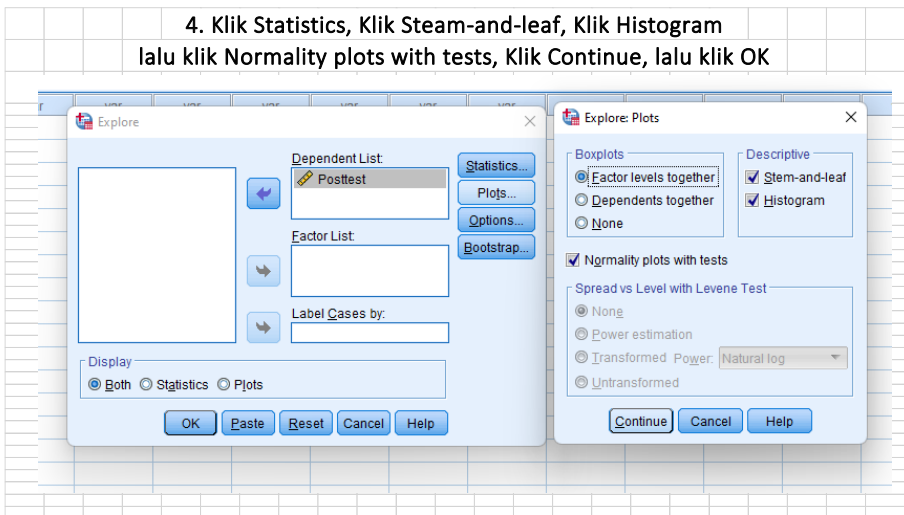 4. Klik Statistics, Klik Steam-and-leaf, Klik Histogram
lalu klik Normality plots with tests, Klik Continue, lalu klik OK
Explore
Dependent List:
Posttest
Factor List:
Label Cases by:
Statistics...
Plots...
Options...
Bootstrap...
Display
Both Statistics Plots
OK Paste Reset Cancel Help
Explore: Plots
Boxplots
Factor levels together
Dependents together
None
Descriptive
Stem-and-leaf
Histogram
Normality plots with tests
Spread vs Level with Levene Test
None
Power estimation
Transformed Power: Natural log
Untransformed
Continue Cancel Help